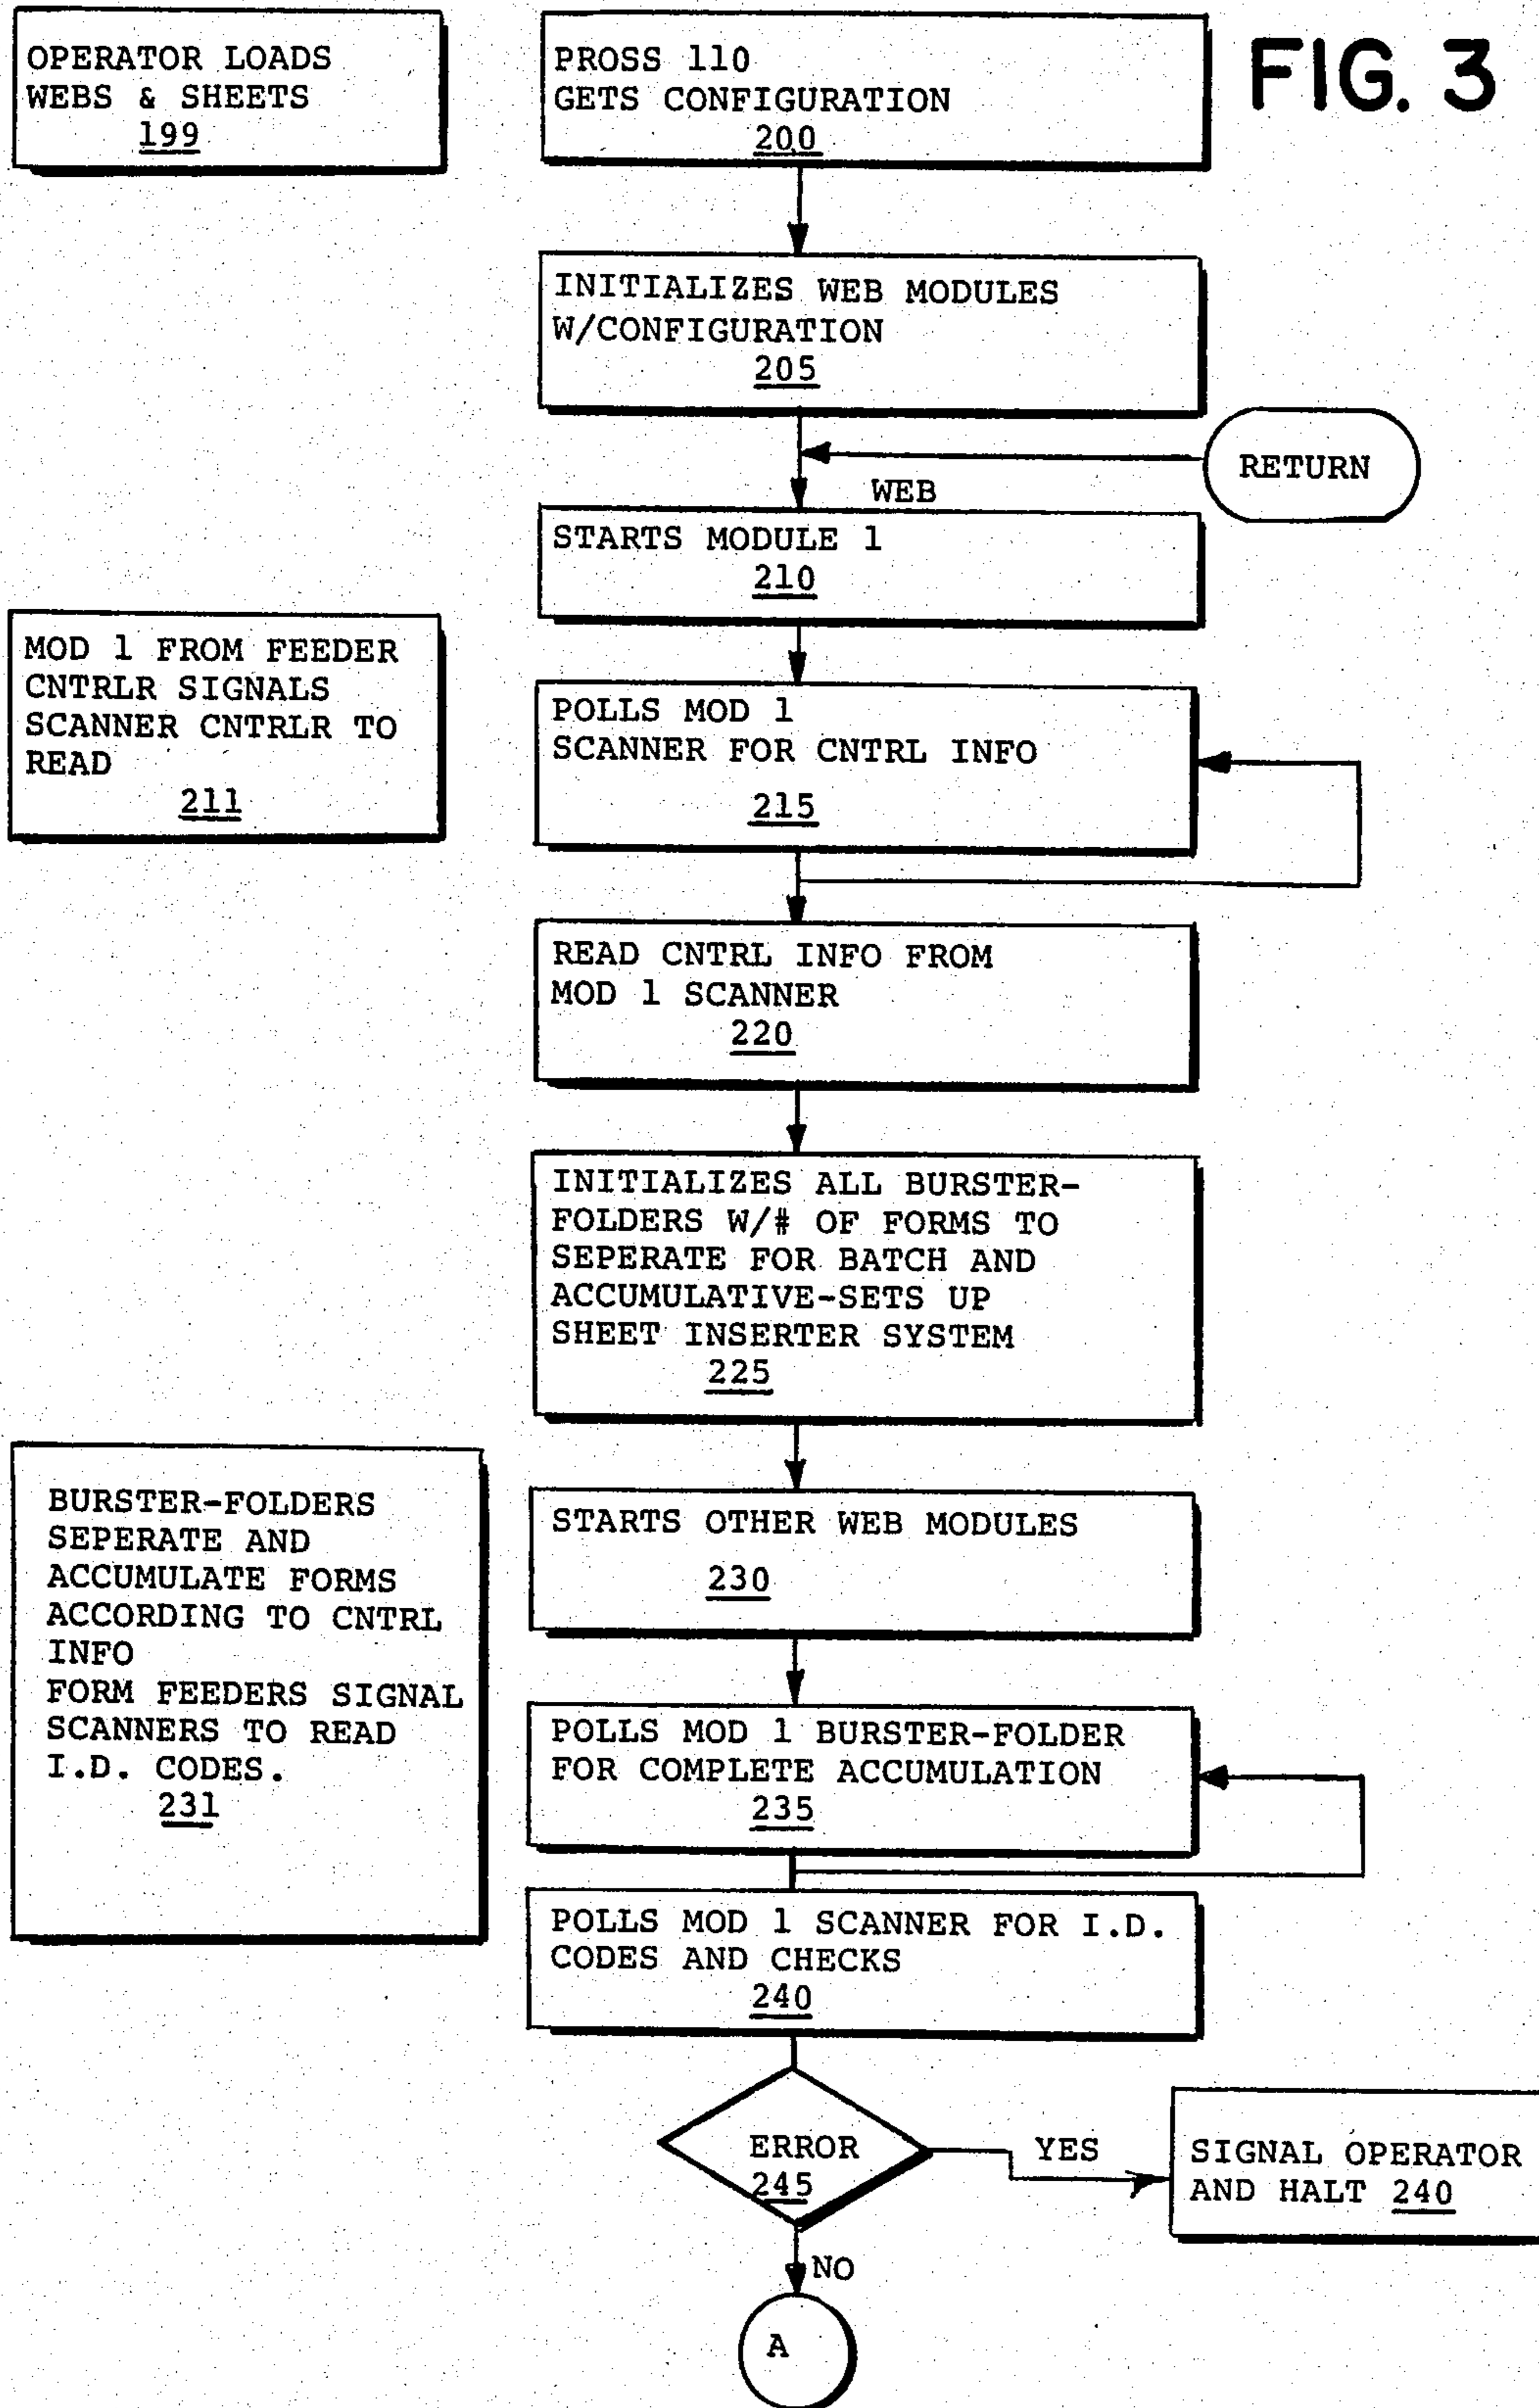 FIG. 3
OPERATOR LOADS
WEBS & SHEETS
199
PROSS 110
GETS CONFIGURATION
200
INITIALIZES WEB MODULES
W/CONFIGURATION
205
RETURN
WEB
STARTS MODULE 1
210
MOD 1 FROM FEEDER
CNTRLR SIGNALS
SCANNER CNTRLR TO
READ
211
POLLS MOD 1
SCANNER FOR CNTRL INFO
215
READ CNTRL INFO FROM
MOD 1 SCANNER
220
INITIALIZES ALL BURSTER-
FOLDERS W/# OF FORMS TO
SEPERATE FOR BATCH AND
ACCUMULATIVE-SETS UP
SHEET INSERTER SYSTEM
225
BURSTER-FOLDERS
SEPERATE AND
ACCUMULATE FORMS
ACCORDING TO CNTRL
INFO
FORM FEEDERS SIGNAL
SCANNERS TO READ
I.D. CODES.
231
STARTS OTHER WEB MODULES
230
POLLS MOD 1 BURSTER-FOLDER
FOR COMPLETE ACCUMULATION
235
POLLS MOD 1 SCANNER FOR I.D.
CODES AND CHECKS
240
ERROR
245
YES
SIGNAL OPERATOR
AND HALT 240
NO
A